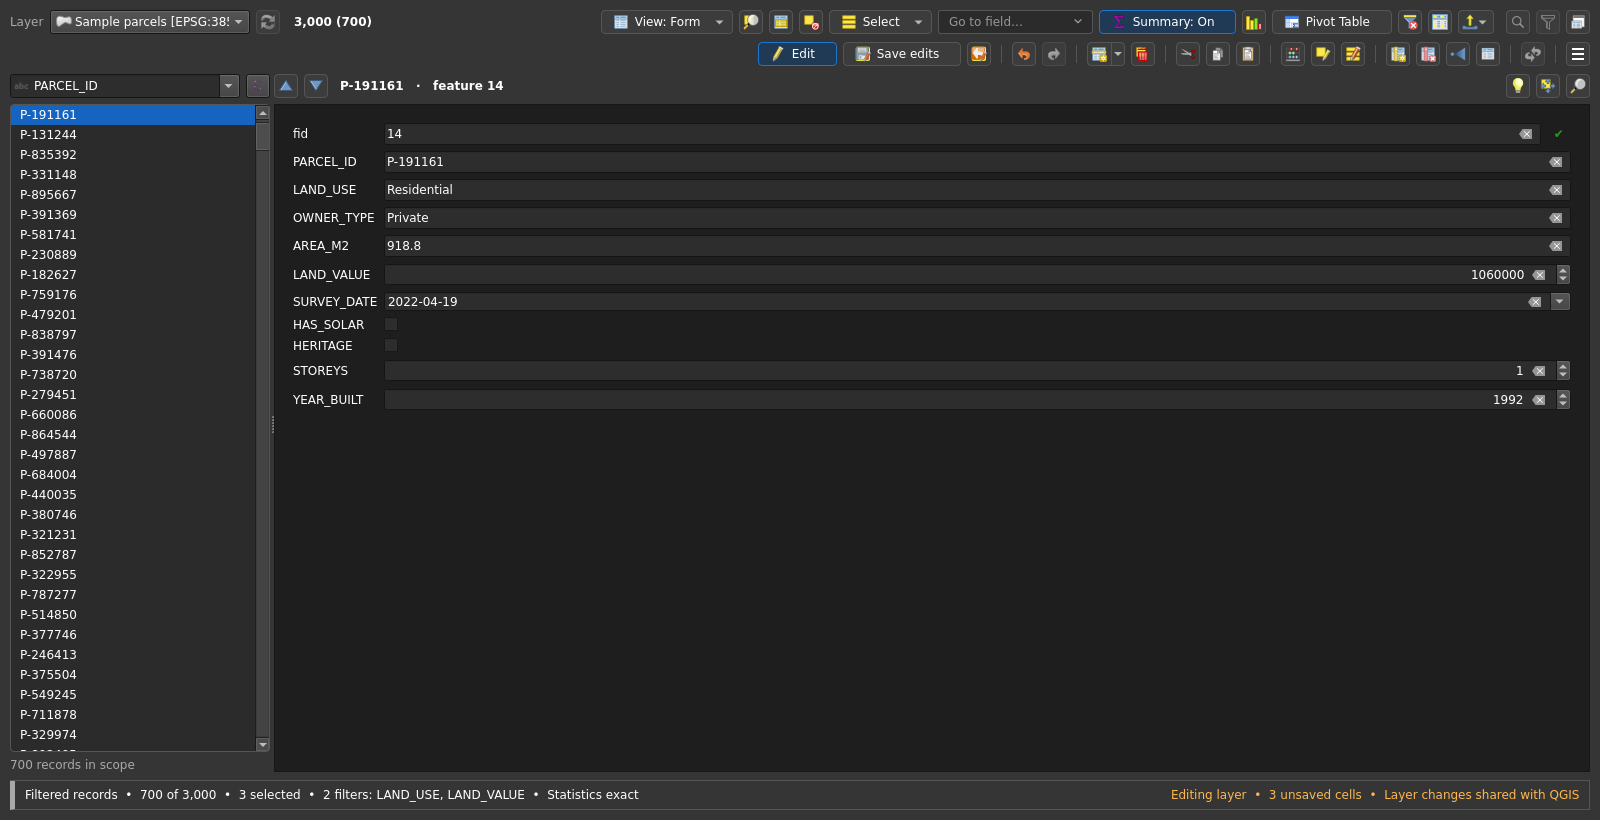 Layer Sample parcels [EPSG:385 3,000 (700) View: Form Select Go to field... Summary: On Pivot Table
Edit Save edits
abc PARCEL_ID P-191161 · feature 14
P-191161
P-131244
P-835392
P-331148
P-895667
P-391369
P-581741
P-230889
P-182627
P-759176
P-479201
P-838797
P-391476
P-738720
P-279451
P-660086
P-864544
P-497887
P-684004
P-440035
P-380746
P-321231
P-852787
P-322955
P-787277
P-514850
P-377746
P-246413
P-375504
P-549245
P-711878
P-329974
700 records in scope
fid 14
PARCEL_ID P-191161
LAND_USE Residential
OWNER_TYPE Private
AREA_M2 918.8
LAND_VALUE 1060000
SURVEY_DATE 2022-04-19
HAS_SOLAR
HERITAGE
STOREYS 1
YEAR_BUILT 1992
Filtered records • 700 of 3,000 • 3 selected • 2 filters: LAND_USE, LAND_VALUE • Statistics exact Editing layer • 3 unsaved cells • Layer changes shared with QGIS